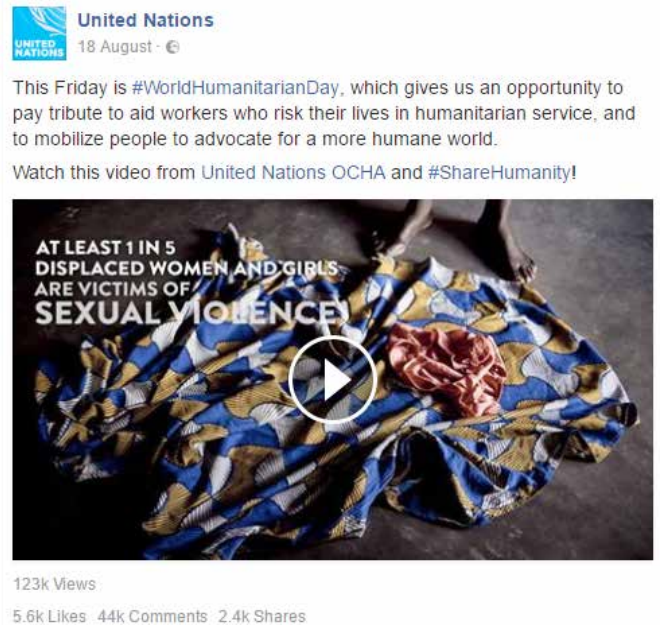 United Nations
UNITED
NATIONS
18 August ·
This Friday is #WorldHumanitarianDay, which gives us an opportunity to
pay tribute to aid workers who risk their lives in humanitarian service, and
to mobilize people to advocate for a more humane world.
Watch this video from United Nations OCHA and #ShareHumanity!
AT LEAST 1 IN 5
DISPLACED WOMEN AND GIRLS
ARE VICTIMS OF
SEXUAL VIOLENCE
123k Views
5.6k Likes 44k Comments 2.4k Shares